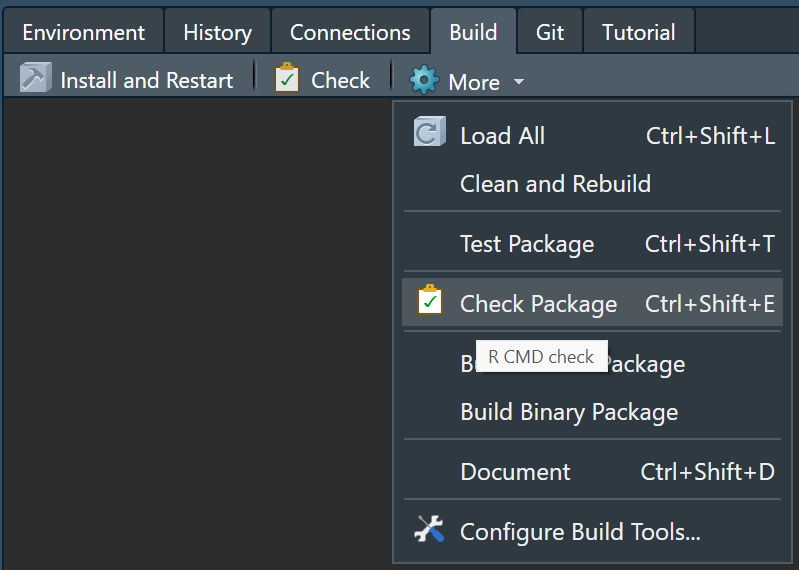 Environment History Connections Build Git Tutorial
Install and Restart Check More
Load All Ctrl+Shift+L
Clean and Rebuild
Test Package Ctrl+Shift+T
Check Package Ctrl+Shift+E
R CMD check
Package
Build Binary Package
Document Ctrl+Shift+D
Configure Build Tools...